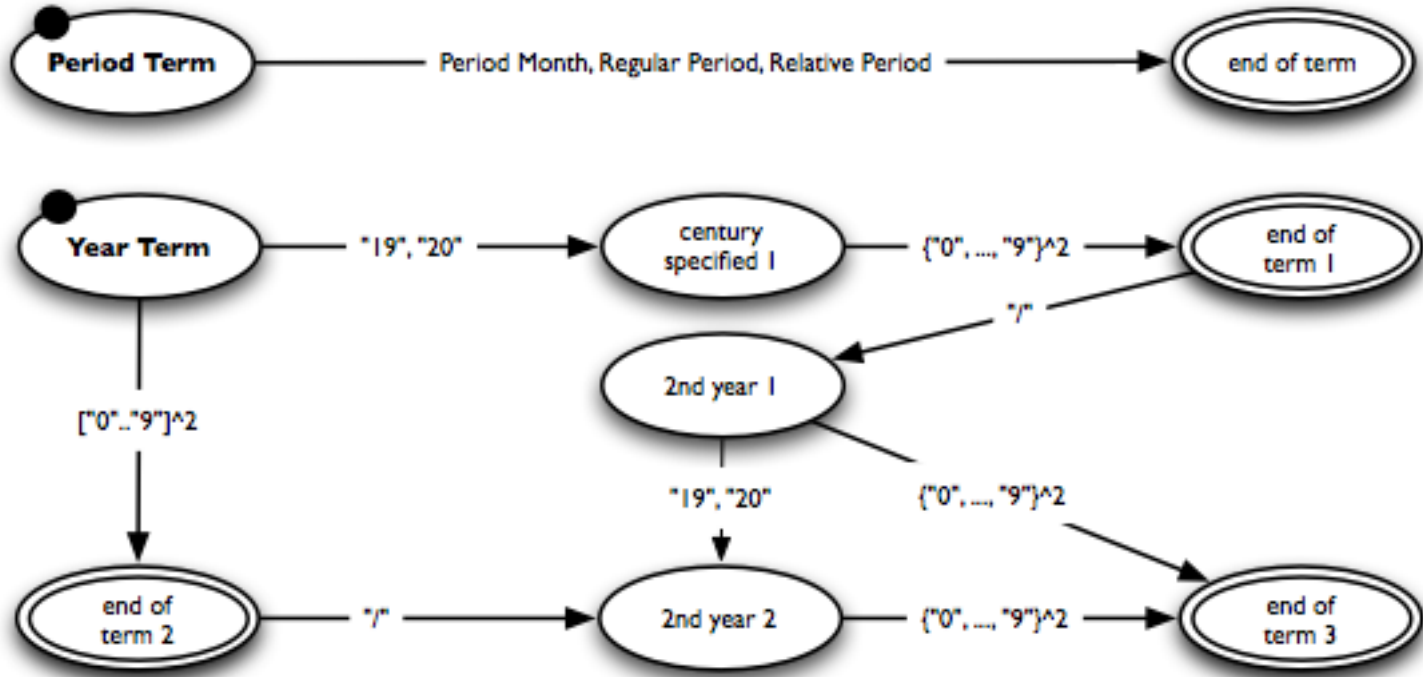 Period Term
Period Month, Regular Period, Relative Period
end of term
Year Term
"19", "20"
century
specified 1
{"0", ..., "9"}^2
end of
term 1
"/"
2nd year 1
["0".."9"]^2
"19", "20"
{"0", ..., "9"}^2
end of
term 2
"/"
2nd year 2
{"0", ..., "9"}^2
end of
term 3